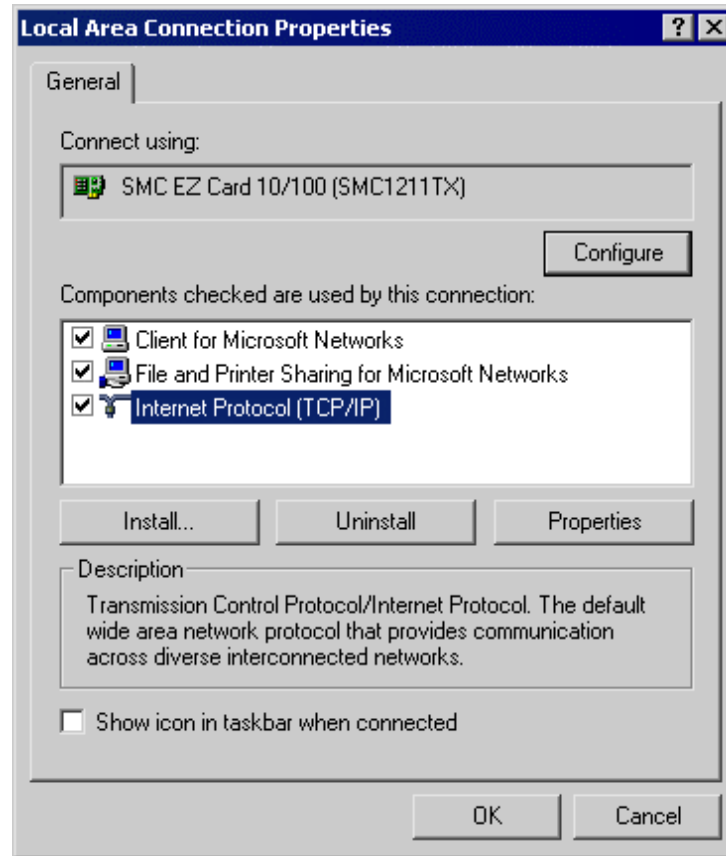 Local Area Connection Properties
General
Connect using:
SMC EZ Card 10/100 (SMC1211TX)
Configure
Components checked are used by this connection:
Client for Microsoft Networks
File and Printer Sharing for Microsoft Networks
Internet Protocol (TCP/IP)
Install...
Uninstall
Properties
Description
Transmission Control Protocol/Internet Protocol. The default
wide area network protocol that provides communication
across diverse interconnected networks.
Show icon in taskbar when connected
OK
Cancel